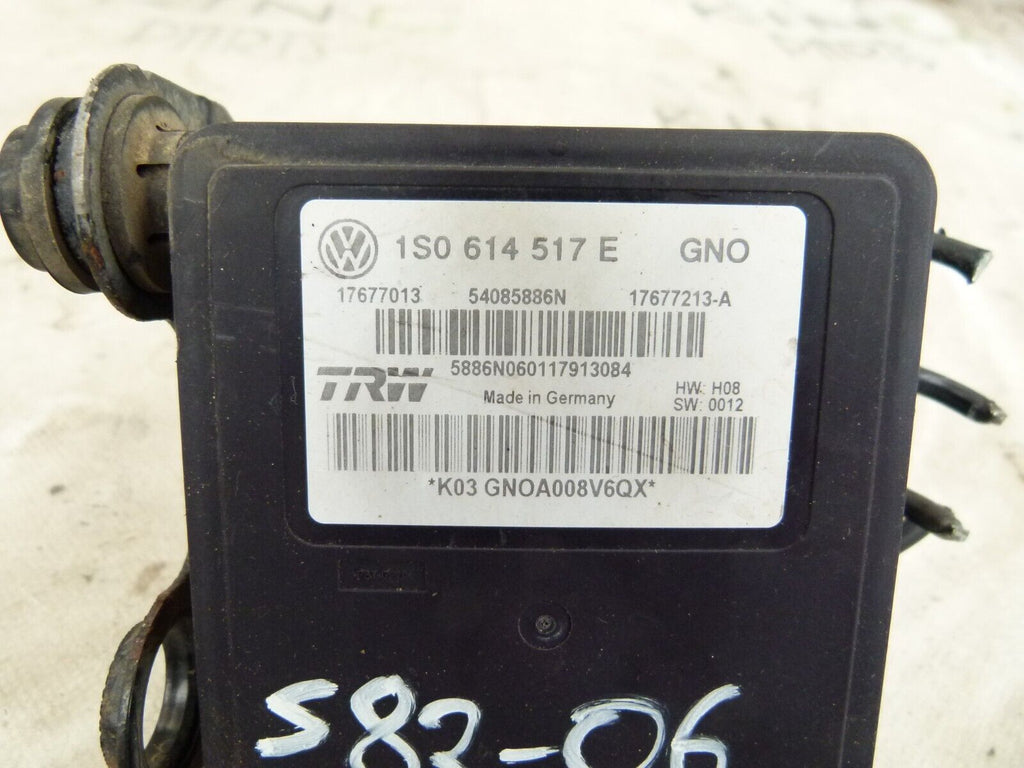 1S0 614 517 E GNO
17677013 54085886N 17677213-A
5886N060117913084
TRW Made in Germany HW: H08
SW: 0012
*K03 GNOA008V6QX*
S82-06